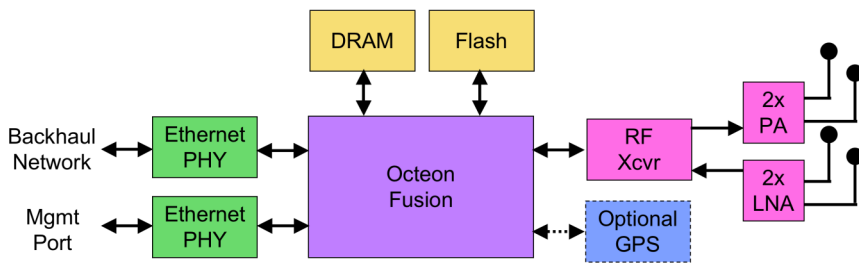 DRAM
Flash
Backhaul
Network
Ethernet
PHY
Octeon
Fusion
RF
Xcvr
2x
PA
2x
LNA
Mgmt
Port
Ethernet
PHY
Optional
GPS